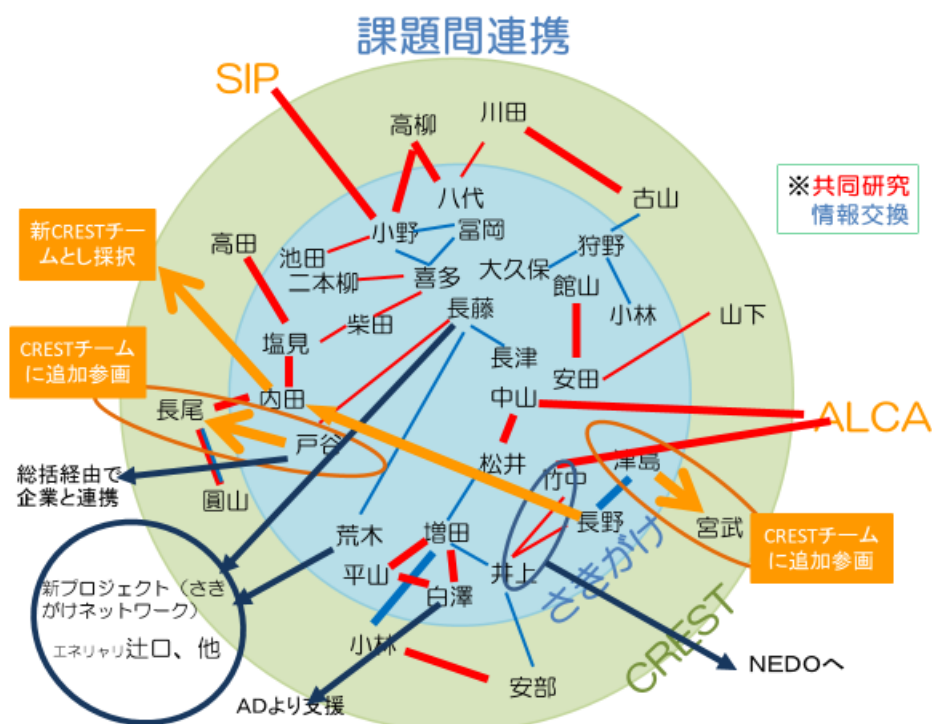 課題間連携
SIP
川田
高柳
※共同研究
情報交換
八代
古山
新CRESTチー
ムとし採択
高田
小野
冨岡
狩野
池田
二本柳
喜多
大久保
館山
長藤
小林
山下
柴田
塩見
CRESTチーム
に追加参画
長津
安田
内田
中山
長尾
ALCA
戸谷
松井
竹中
津島
総括経由で
企業と連携
圓山
長野
宮武
CRESTチーム
に追加参画
荒木
増田
平山
井上
さきがけ
白澤
新プロジェクト（さき
がけネットワーク）
エネリャリ辻口、他
小林
CREST
NEDOへ
安部
ADより支援